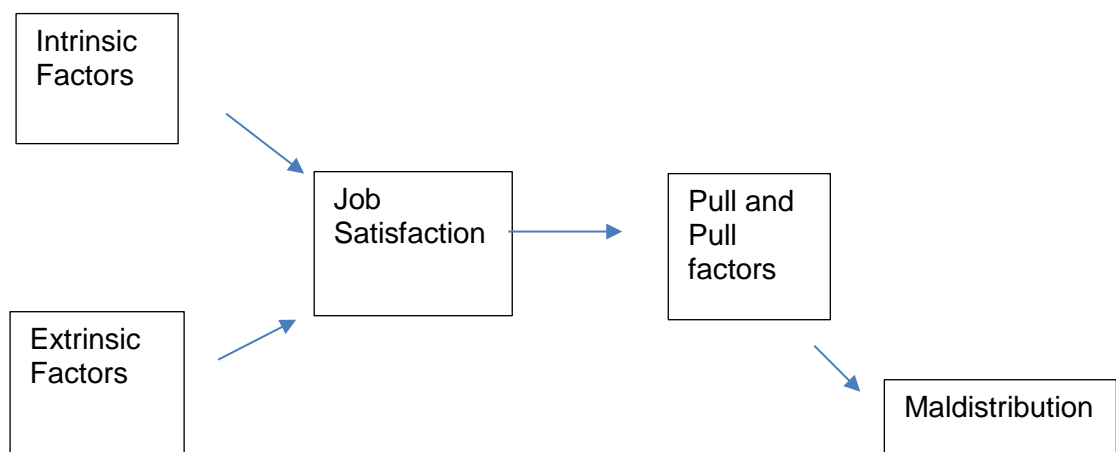 Intrinsic
Factors
Job
Satisfaction
Pull and
Pull
factors
Extrinsic
Factors
Maldistribution